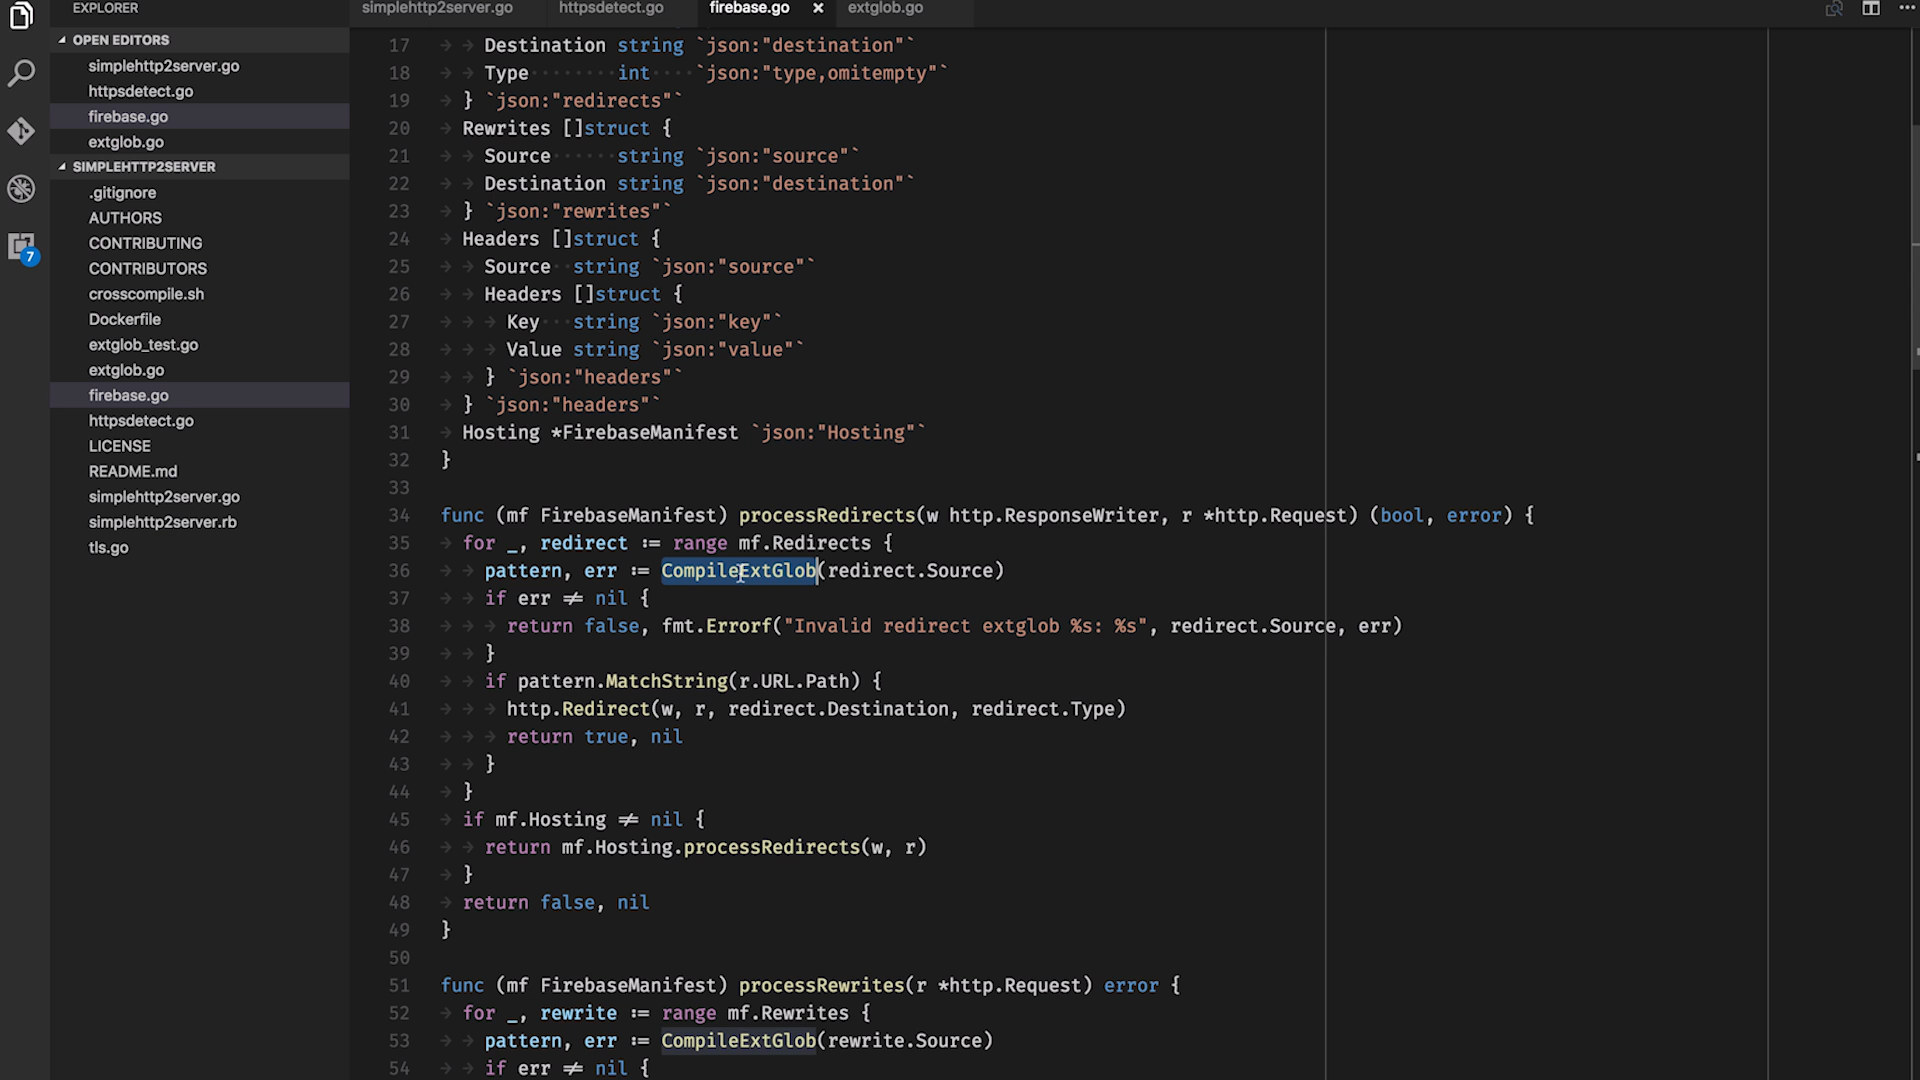 EXPLORER
OPEN EDITORS
simplehttp2server.go
httpsdetect.go
firebase.go
extglob.go
SIMPLEHTTP2SERVER
.gitignore
AUTHORS
CONTRIBUTING
CONTRIBUTORS
crosscompile.sh
Dockerfile
extglob_test.go
extglob.go
firebase.go
httpsdetect.go
LICENSE
README.md
simplehttp2server.go
simplehttp2server.rb
tls.go
7
simplehttp2server.go httpsdetect.go firebase.go × extglob.go
17 Destination string `json:"destination"`
18 Type int `json:"type,omitempty"`
19 } `json:"redirects"`
20 Rewrites []struct {
21 Source string `json:"source"`
22 Destination string `json:"destination"`
23 } `json:"rewrites"`
24 Headers []struct {
25 Source string `json:"source"`
26 Headers []struct {
27 Key string `json:"key"`
28 Value string `json:"value"`
29 } `json:"headers"`
30 } `json:"headers"`
31 Hosting *FirebaseManifest `json:"Hosting"`
32 }
33
34 func (mf FirebaseManifest) processRedirects(w http.ResponseWriter, r *http.Request) (bool, error) {
35 for _, redirect := range mf.Redirects {
36 pattern, err := CompileExtGlob(redirect.Source)
37 if err ≠ nil {
38 return false, fmt.Errorf("Invalid redirect extglob %s: %s", redirect.Source, err)
39 }
40 if pattern.MatchString(r.URL.Path) {
41 http.Redirect(w, r, redirect.Destination, redirect.Type)
42 return true, nil
43 }
44 }
45 if mf.Hosting ≠ nil {
46 return mf.Hosting.processRedirects(w, r)
47 }
48 return false, nil
49 }
50
51 func (mf FirebaseManifest) processRewrites(r *http.Request) error {
52 for _, rewrite := range mf.Rewrites {
53 pattern, err := CompileExtGlob(rewrite.Source)
54 if err ≠ nil {